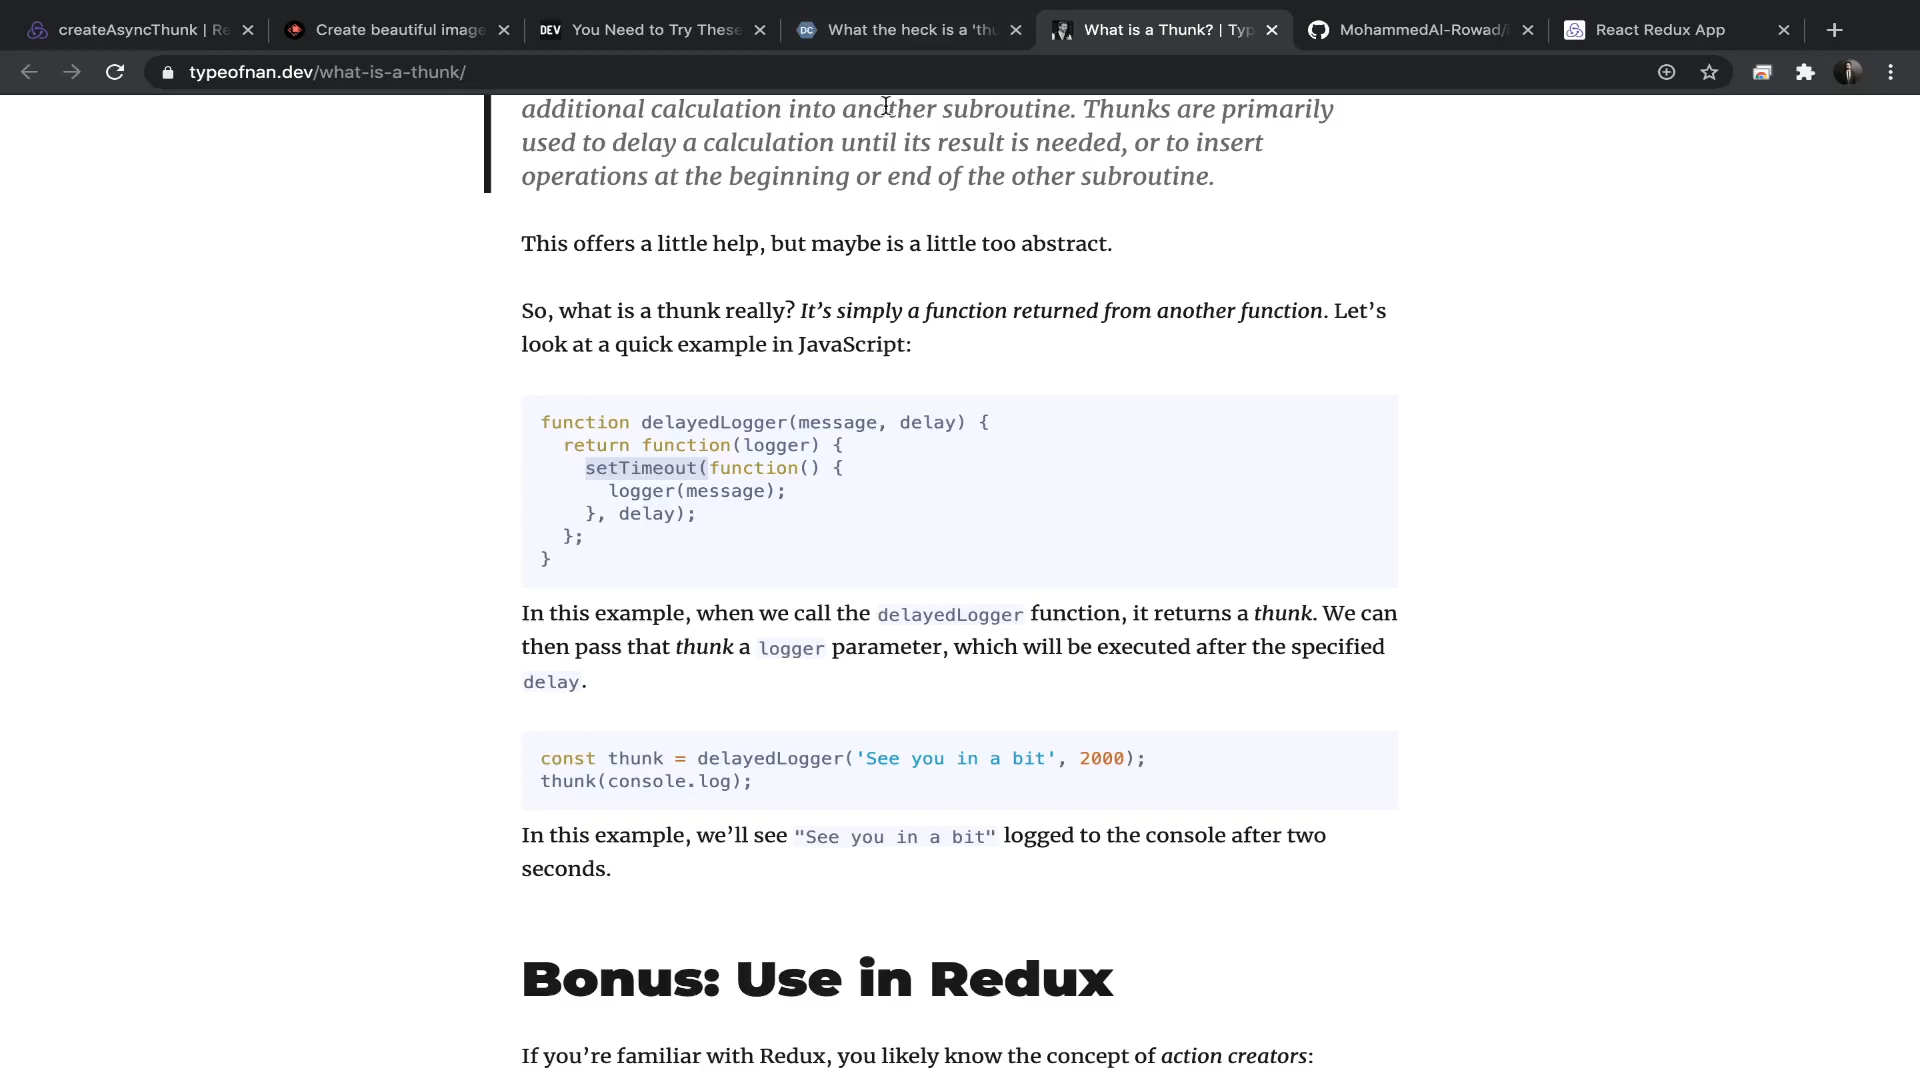 createAsyncThunk | Re
Create beautiful image
DEV You Need to Try These
DC What the heck is a 'thu
What is a Thunk? | Typ
MohammedAl-Rowad/i
React Redux App
typeofnan.dev/what-is-a-thunk/
additional calculation into another subroutine. Thunks are primarily
used to delay a calculation until its result is needed, or to insert
operations at the beginning or end of the other subroutine.
This offers a little help, but maybe is a little too abstract.
So, what is a thunk really? It’s simply a function returned from another function. Let’s
look at a quick example in JavaScript:
function delayedLogger(message, delay) {
return function(logger) {
setTimeout(function() {
logger(message);
}, delay);
};
}
In this example, when we call the delayedLogger function, it returns a thunk. We can
then pass that thunk a logger parameter, which will be executed after the specified
delay.
const thunk = delayedLogger('See you in a bit', 2000);
thunk(console.log);
In this example, we’ll see "See you in a bit" logged to the console after two
seconds.
Bonus: Use in Redux
If you’re familiar with Redux, you likely know the concept of action creators: